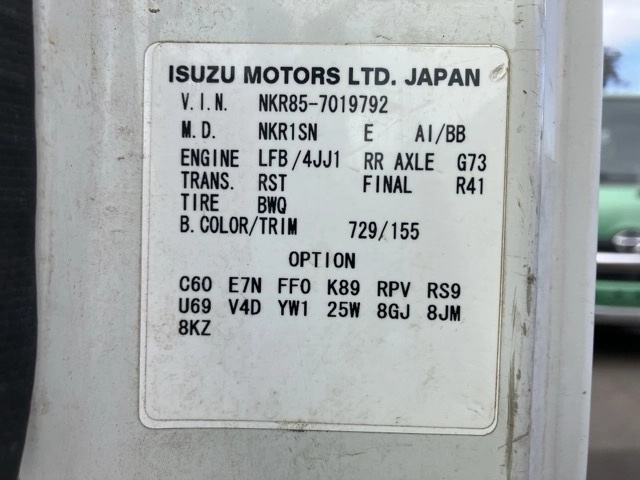 ISUZU MOTORS LTD. JAPAN
V.I.N. NKR85-7019792
M.D. NKR1SN E AI/BB
ENGINE LFB/4JJ1 RR AXLE G73
TRANS. RST FINAL R41
TIRE BWQ
B.COLOR/TRIM 729/155
OPTION
C60 E7N FF0 K89 RPV RS9
U69 V4D YW1 25W 8GJ 8JM
8KZ